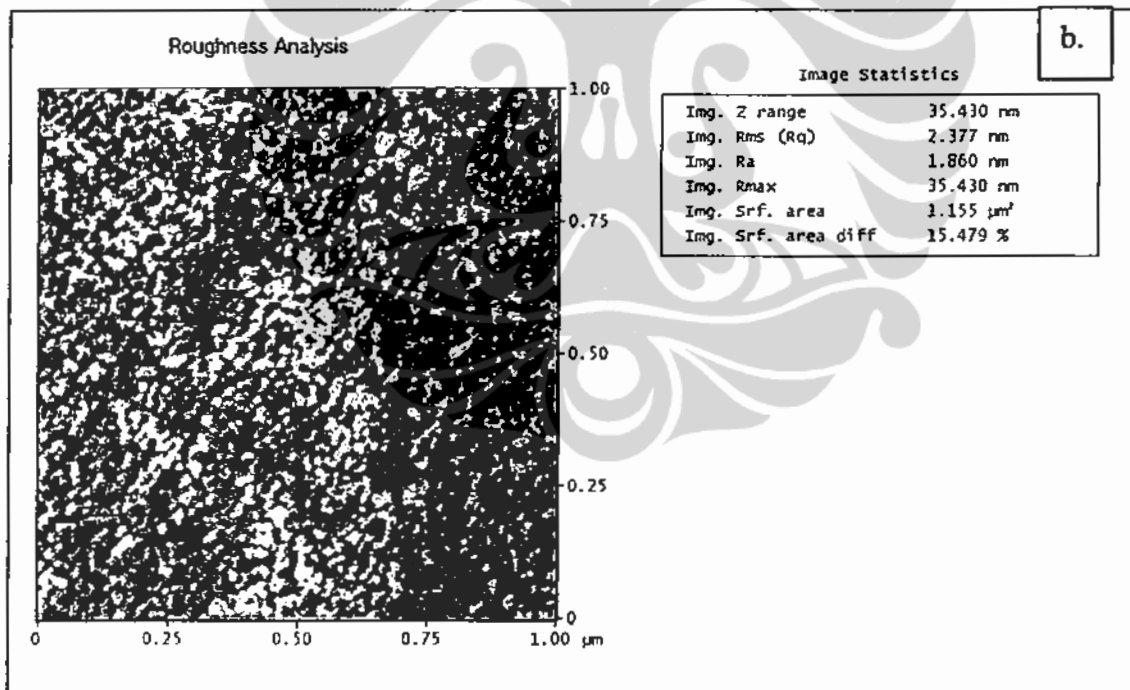 b.
Roughness Analysis
Image Statistics
Img. Z range 35.430 nm
Img. Rms (Rq) 2.377 nm
Img. Ra 1.860 nm
Img. Rmax 35.430 nm
Img. Srf. area 1.155 µm²
Img. Srf. area diff 15.479 %
1.00
0.75
0.50
0.25
0
0 0.25 0.50 0.75 1.00 µm